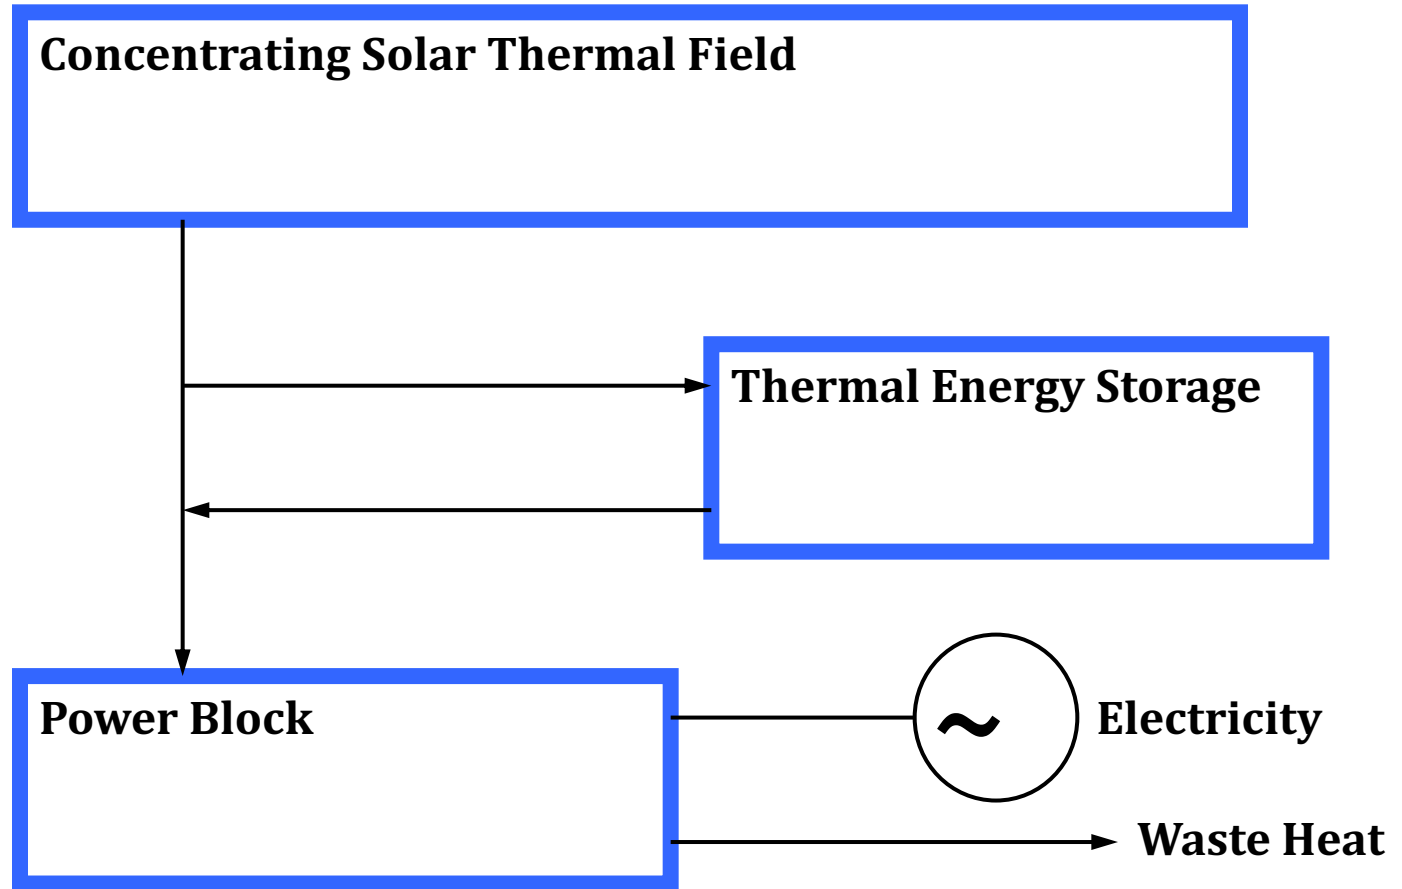 Concentrating Solar Thermal Field
Thermal Energy Storage
Power Block
~
Electricity
Waste Heat